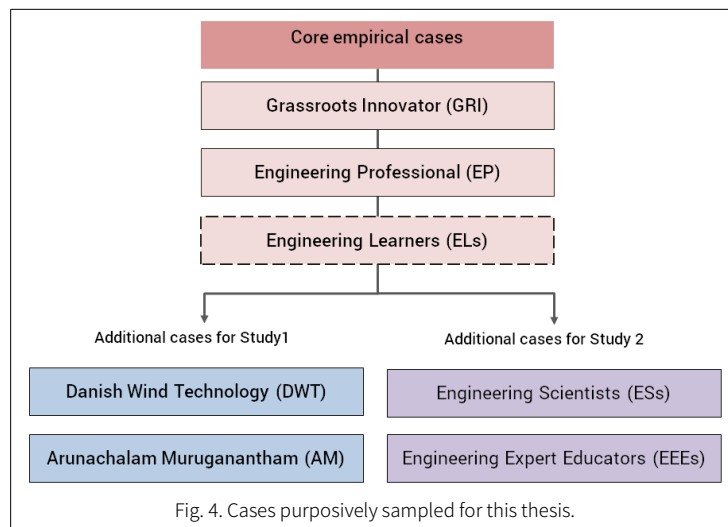 Core empirical cases
Grassroots Innovator (GRI)
Engineering Professional (EP)
Engineering Learners (ELs)
Additional cases for Study1
Additional cases for Study 2
Danish Wind Technology (DWT)
Engineering Scientists (ESs)
Arunachalam Muruganantham (AM)
Engineering Expert Educators (EEEs)
Fig. 4. Cases purposively sampled for this thesis.